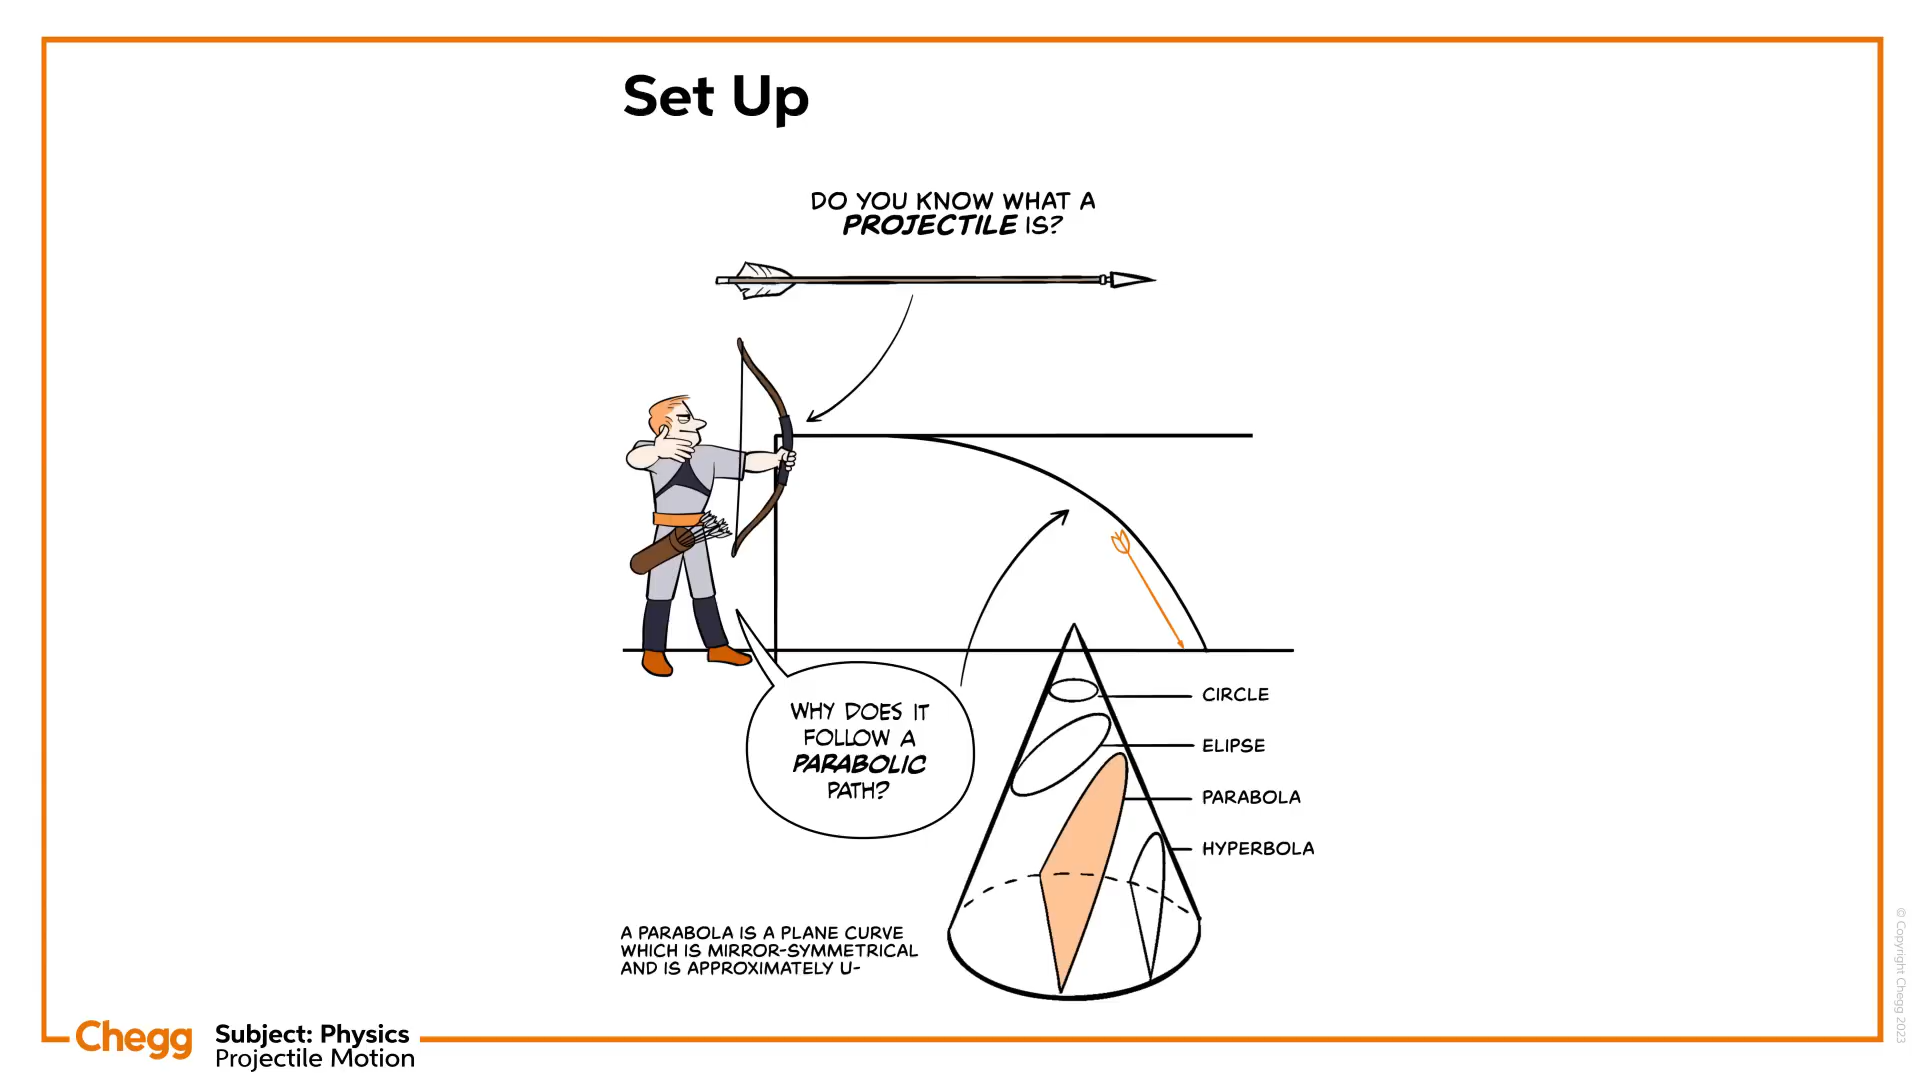 Set Up
DO YOU KNOW WHAT A
PROJECTILE IS?
WHY DOES IT
FOLLOW A
PARABOLIC
PATH?
CIRCLE
ELIPSE
PARABOLA
HYPERBOLA
A PARABOLA IS A PLANE CURVE
WHICH IS MIRROR-SYMMETRICAL
AND IS APPROXIMATELY U-
Chegg
Subject: Physics
Projectile Motion
© Copyright Chegg 2023